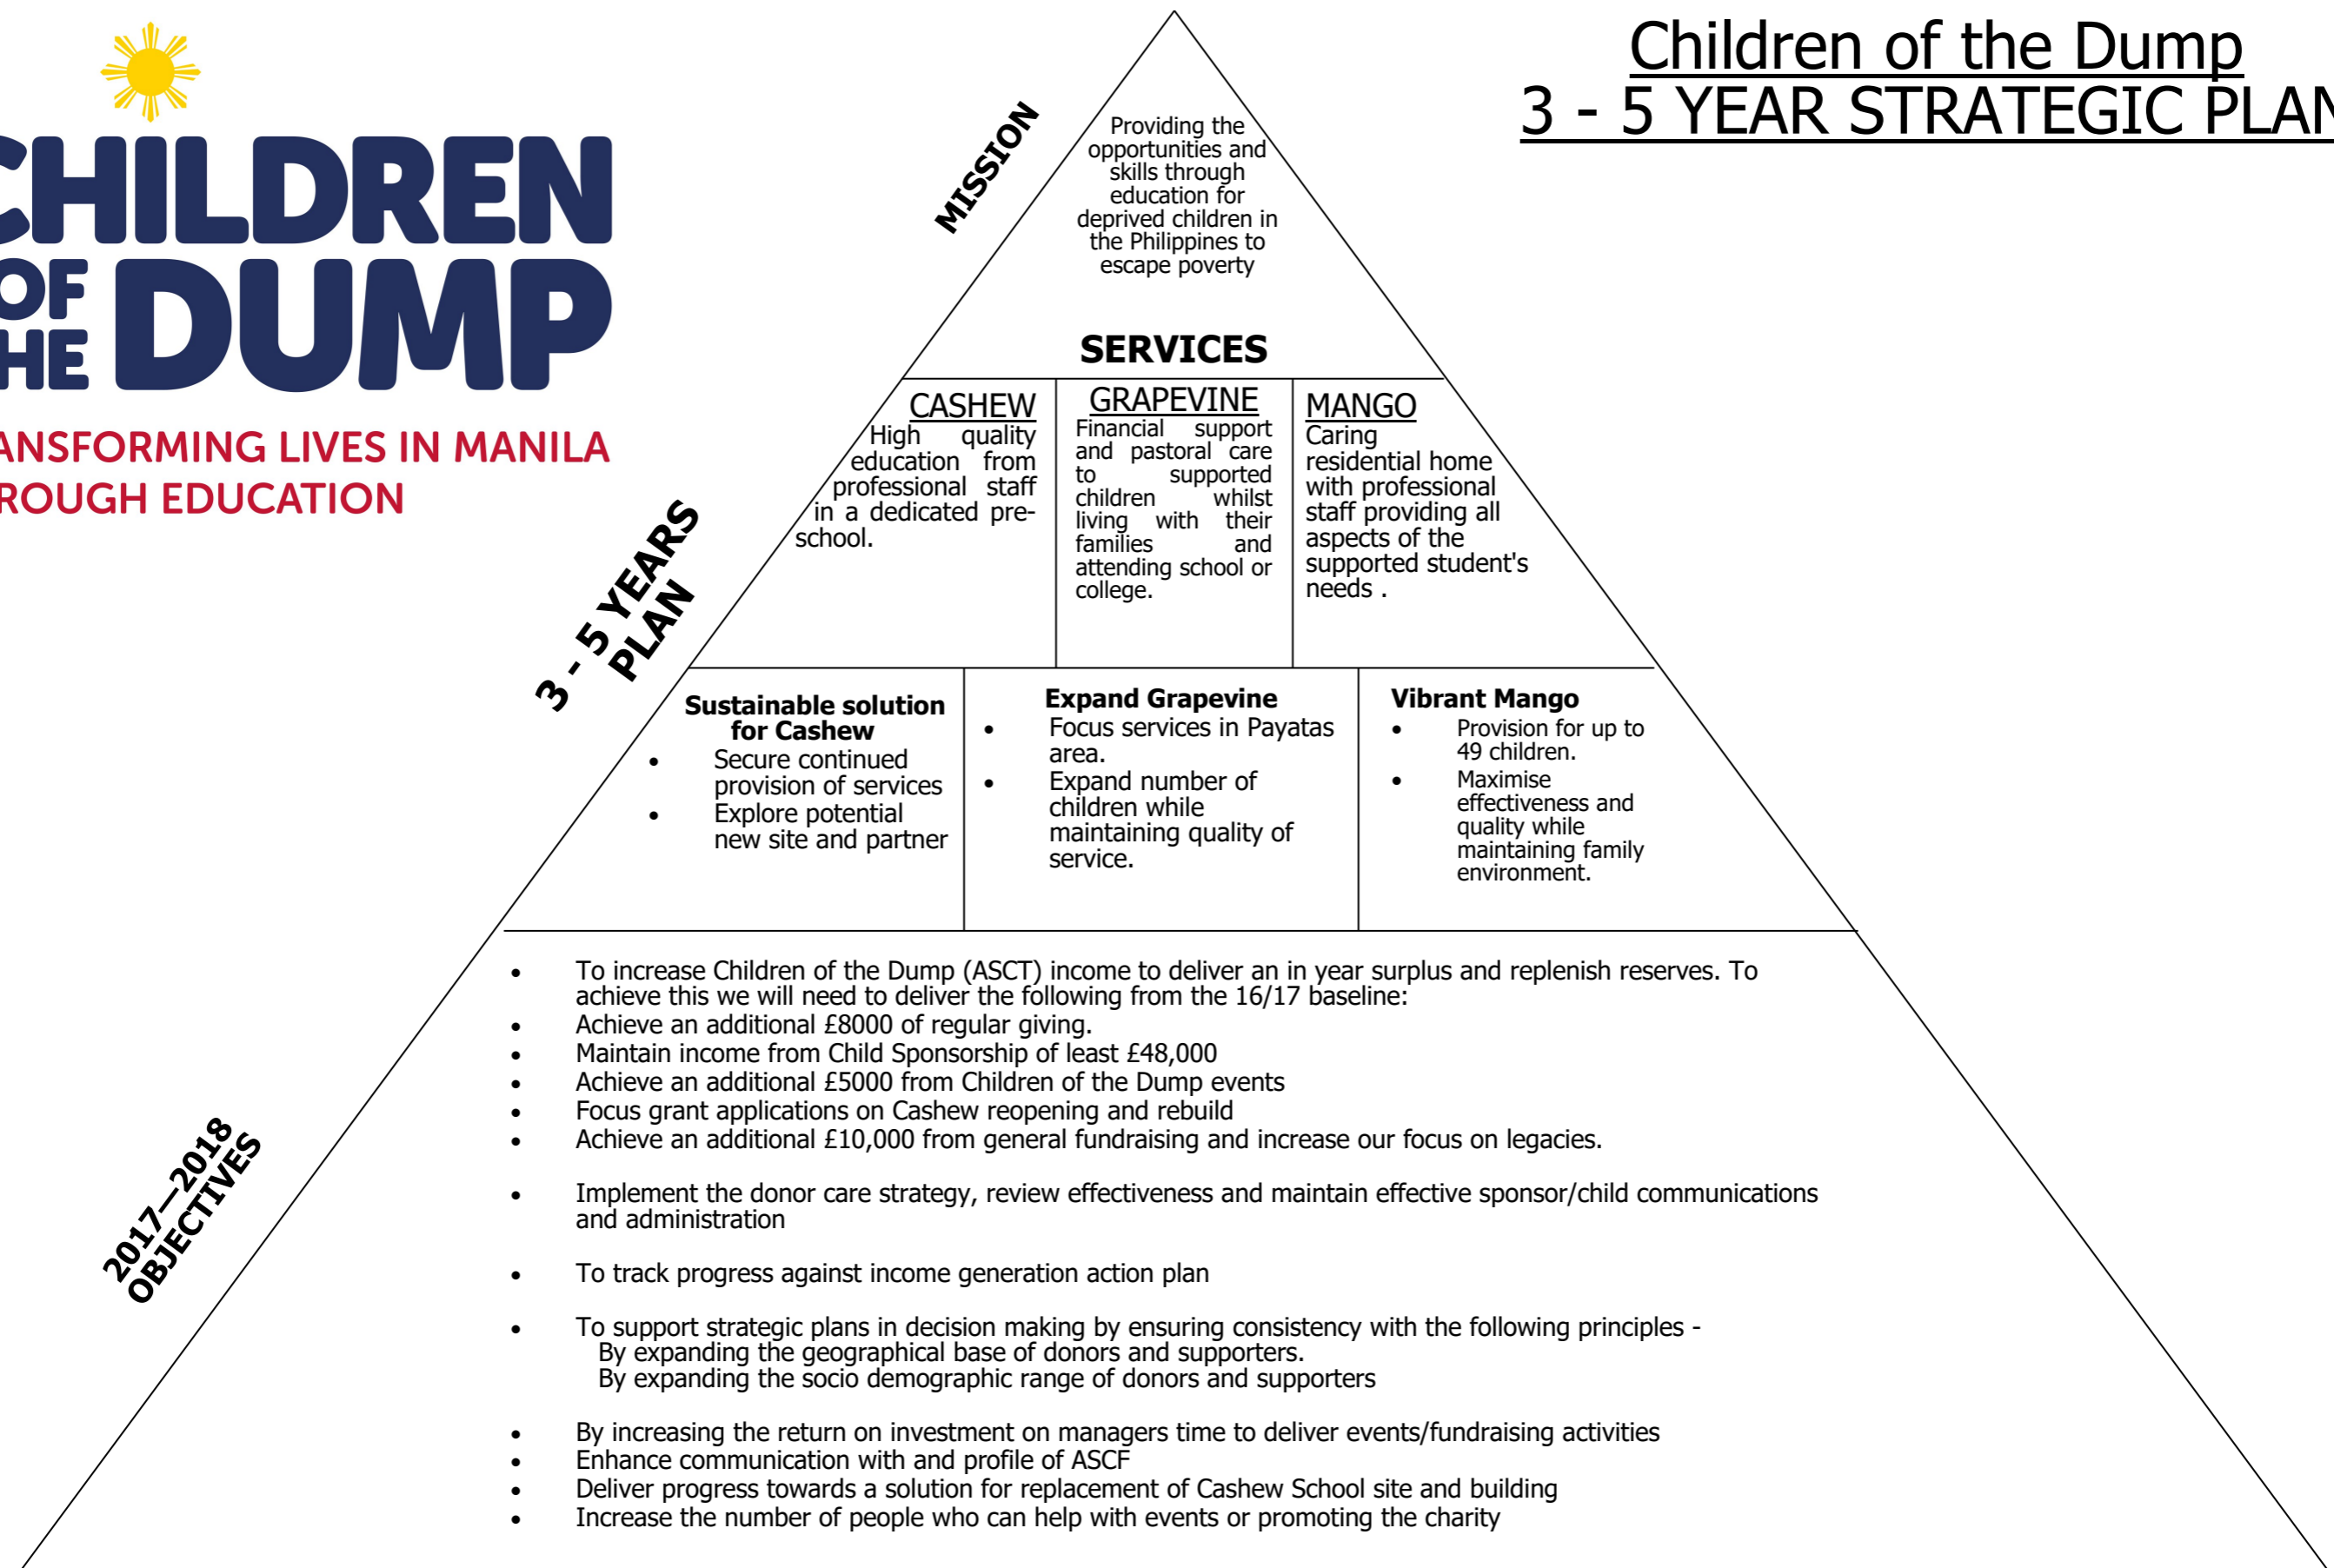 CHILDREN
OF
HE DUMP
ANSFORMING LIVES IN MANILA
ROUGH EDUCATION
Children of the Dump
3 - 5 YEAR STRATEGIC PLAN
MISSION
Providing the
opportunities and
skills through
education for
deprived children in
the Philippines to
escape poverty
SERVICES
CASHEW
High quality
education from
professional staff
in a dedicated pre-
school.
GRAPEVINE
Financial support
and pastoral care
to supported
children whilst
living with their
families and
attending school or
college.
MANGO
Caring
residential home
with professional
staff providing all
aspects of the
supported student's
needs .
3 - 5 YEARS
PLAN
Sustainable solution
for Cashew
• Secure continued
provision of services
• Explore potential
new site and partner
Expand Grapevine
• Focus services in Payatas
area.
• Expand number of
children while
maintaining quality of
service.
Vibrant Mango
• Provision for up to
49 children.
• Maximise
effectiveness and
quality while
maintaining family
environment.
2017—2018
OBJECTIVES
• To increase Children of the Dump (ASCT) income to deliver an in year surplus and replenish reserves. To
achieve this we will need to deliver the following from the 16/17 baseline:
• Achieve an additional £8000 of regular giving.
• Maintain income from Child Sponsorship of least £48,000
• Achieve an additional £5000 from Children of the Dump events
• Focus grant applications on Cashew reopening and rebuild
• Achieve an additional £10,000 from general fundraising and increase our focus on legacies.
• Implement the donor care strategy, review effectiveness and maintain effective sponsor/child communications
and administration
• To track progress against income generation action plan
• To support strategic plans in decision making by ensuring consistency with the following principles -
By expanding the geographical base of donors and supporters.
By expanding the socio demographic range of donors and supporters
• By increasing the return on investment on managers time to deliver events/fundraising activities
• Enhance communication with and profile of ASCF
• Deliver progress towards a solution for replacement of Cashew School site and building
• Increase the number of people who can help with events or promoting the charity